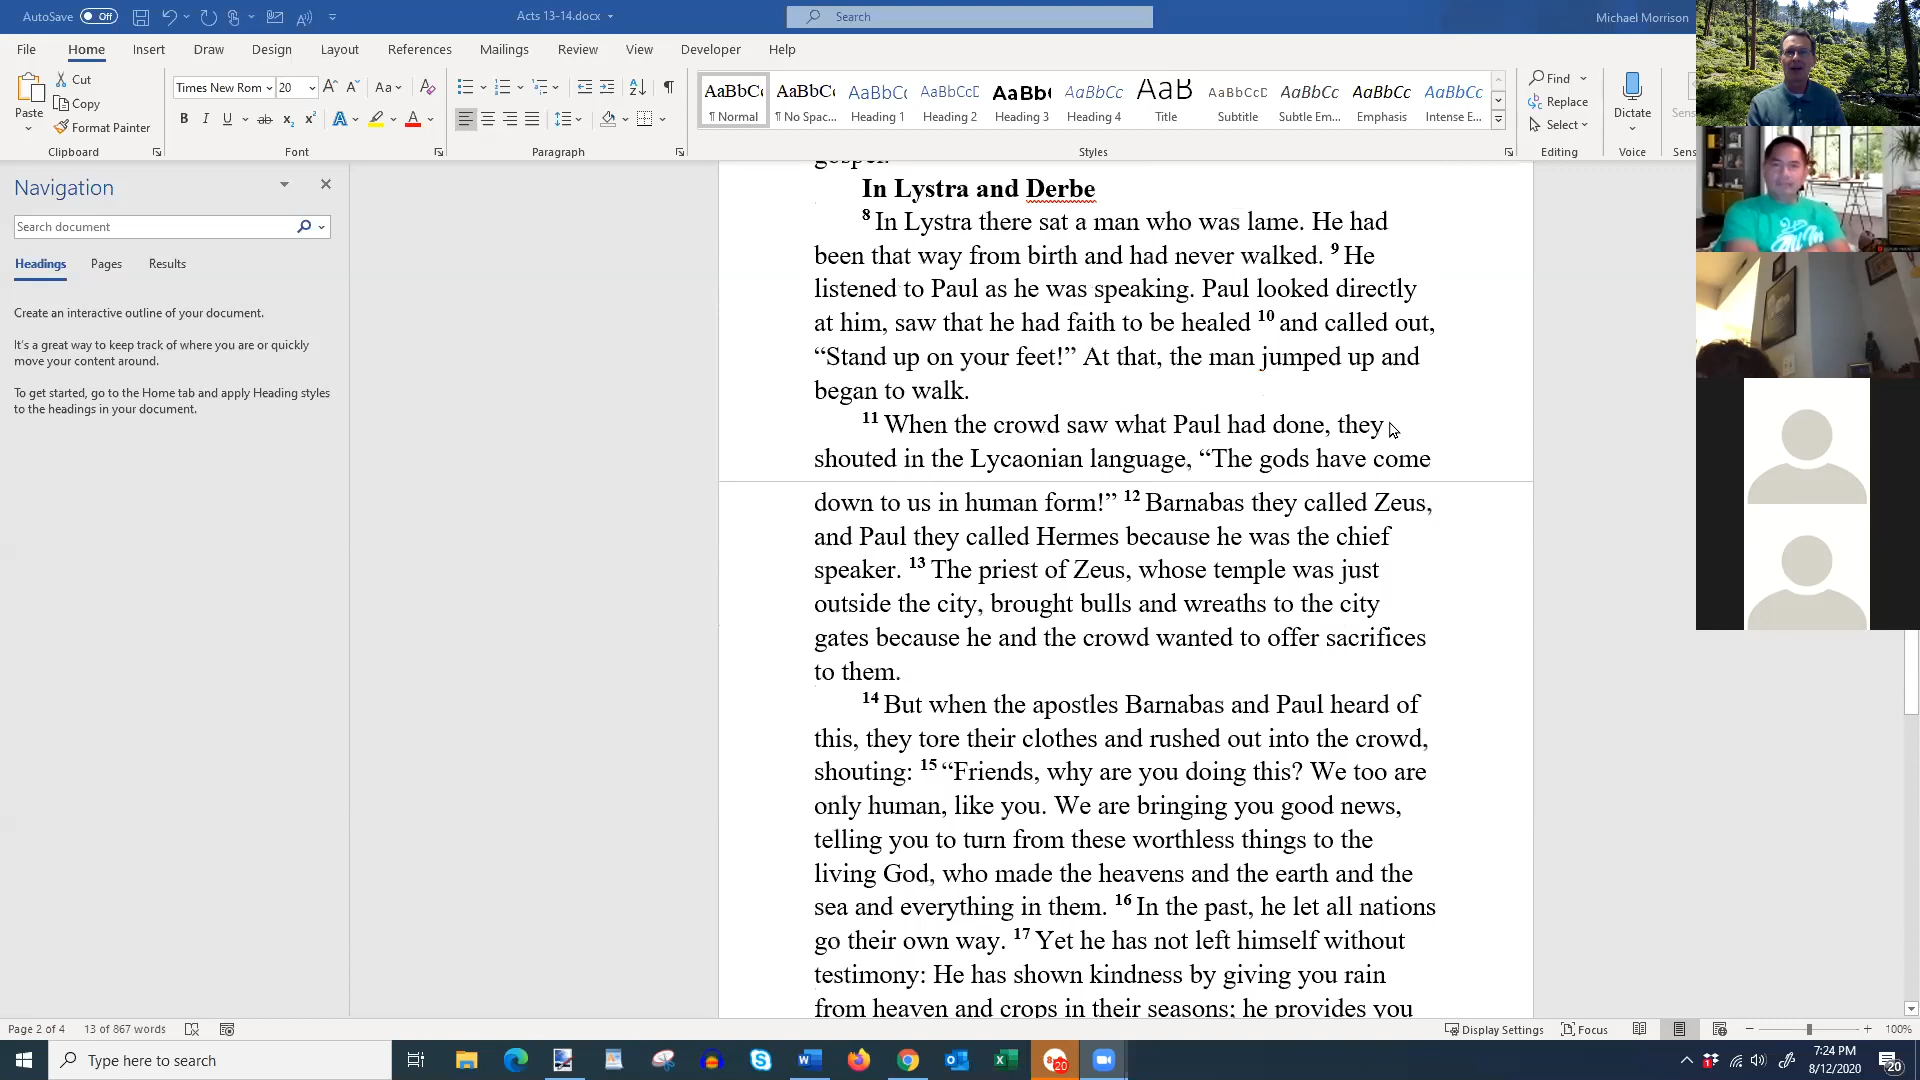 AutoSave Off Acts 13-14.docx Search Michael Morrison
File Home Insert Draw Design Layout References Mailings Review View Developer Help
Paste Cut Copy Format Painter
Times New Rom 20
AaBbCc ¶ Normal
AaBbCc ¶ No Spac...
AaBbCc Heading 1
AaBbCcD Heading 2
AaBb( Heading 3
AaBbCc Heading 4
AaB Title
AaBbCcD Subtitle
AaBbCc Subtle Em...
AaBbCc Emphasis
AaBbCc Intense E...
Find Replace Select
Dictate
Clipboard Font Paragraph Styles Editing Voice Sens
Navigation
Search document
Headings Pages Results
Create an interactive outline of your document.
It's a great way to keep track of where you are or quickly
move your content around.
To get started, go to the Home tab and apply Heading styles
to the headings in your document.
gospel.
In Lystra and Derbe
8 In Lystra there sat a man who was lame. He had
been that way from birth and had never walked. 9 He
listened to Paul as he was speaking. Paul looked directly
at him, saw that he had faith to be healed 10 and called out,
“Stand up on your feet!” At that, the man jumped up and
began to walk.
11 When the crowd saw what Paul had done, they
shouted in the Lycaonian language, “The gods have come
down to us in human form!” 12 Barnabas they called Zeus,
and Paul they called Hermes because he was the chief
speaker. 13 The priest of Zeus, whose temple was just
outside the city, brought bulls and wreaths to the city
gates because he and the crowd wanted to offer sacrifices
to them.
14 But when the apostles Barnabas and Paul heard of
this, they tore their clothes and rushed out into the crowd,
shouting: 15 “Friends, why are you doing this? We too are
only human, like you. We are bringing you good news,
telling you to turn from these worthless things to the
living God, who made the heavens and the earth and the
sea and everything in them. 16 In the past, he let all nations
go their own way. 17 Yet he has not left himself without
testimony: He has shown kindness by giving you rain
from heaven and crops in their seasons; he provides you
Page 2 of 4 13 of 867 words Display Settings Focus 100%
Type here to search 20 7:24 PM
8/12/2020 20